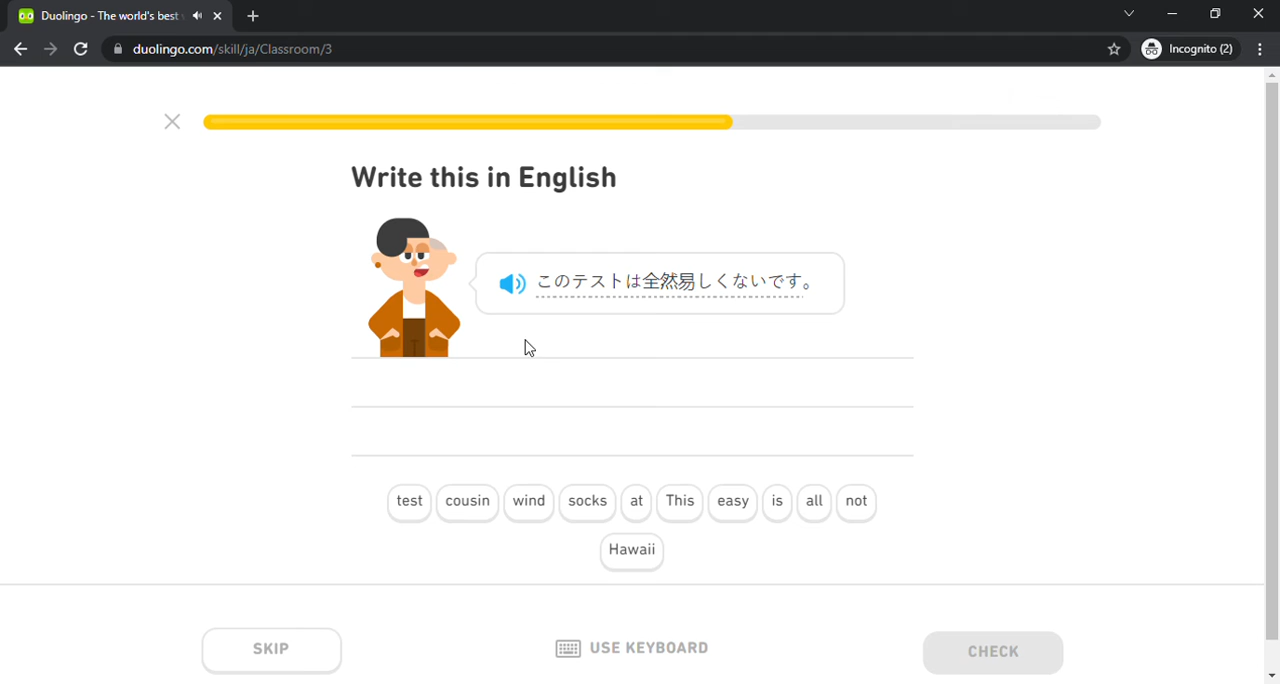 Duolingo - The world's best
duolingo.com/skill/ja/Classroom/3
Incognito (2)
Write this in English
このテストは全然易しくないです。
test cousin wind socks at This easy is all not
Hawaii
SKIP
USE KEYBOARD
CHECK